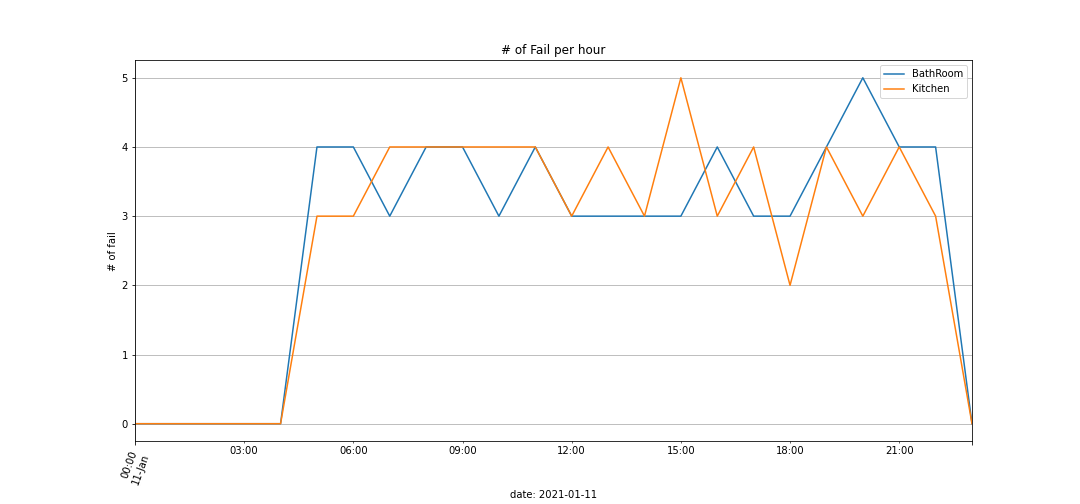 # of Fail per hour
BathRoom
Kitchen
5
4
3
2
1
0
# of fail
00:00
11-Jan
03:00
06:00
09:00
12:00
15:00
18:00
21:00
date: 2021-01-11